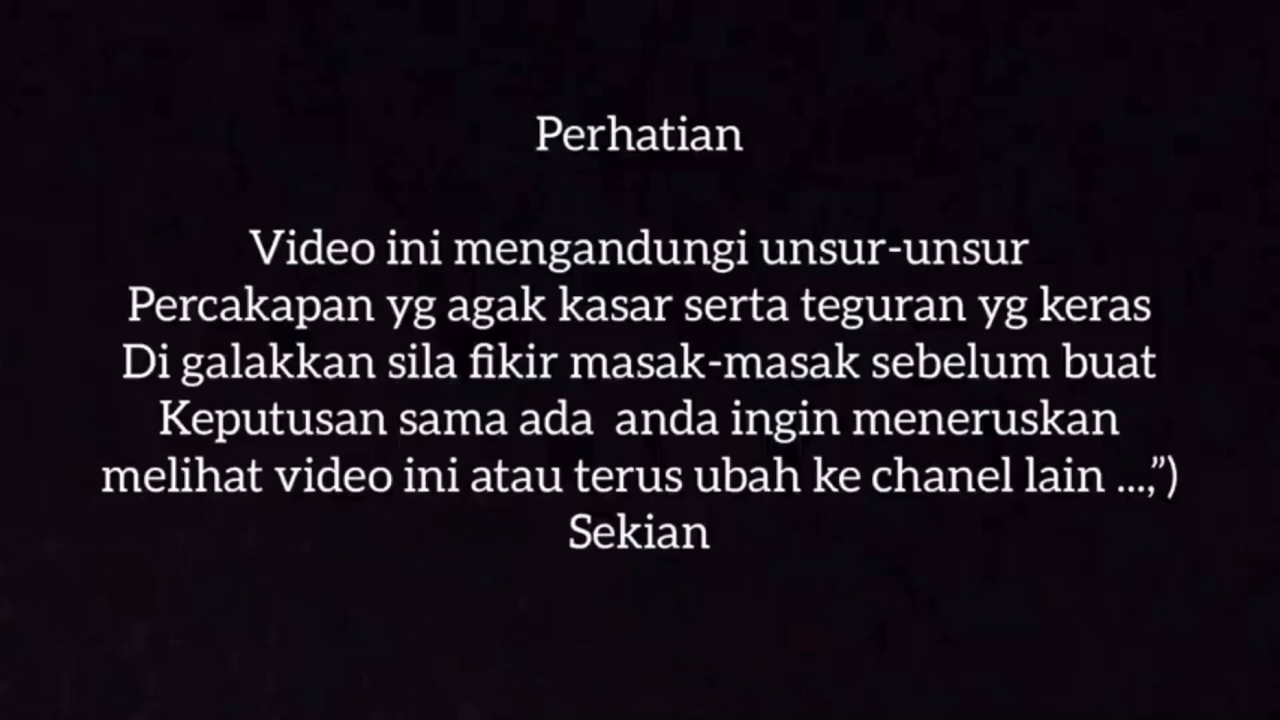 Perhatian
Video ini mengandungi unsur-unsur
Percakapan yg agak kasar serta teguran yg keras
Di galakkan sila fikir masak-masak sebelum buat
Keputusan sama ada  anda ingin meneruskan
melihat video ini atau terus ubah ke chanel lain ...,”)
Sekian